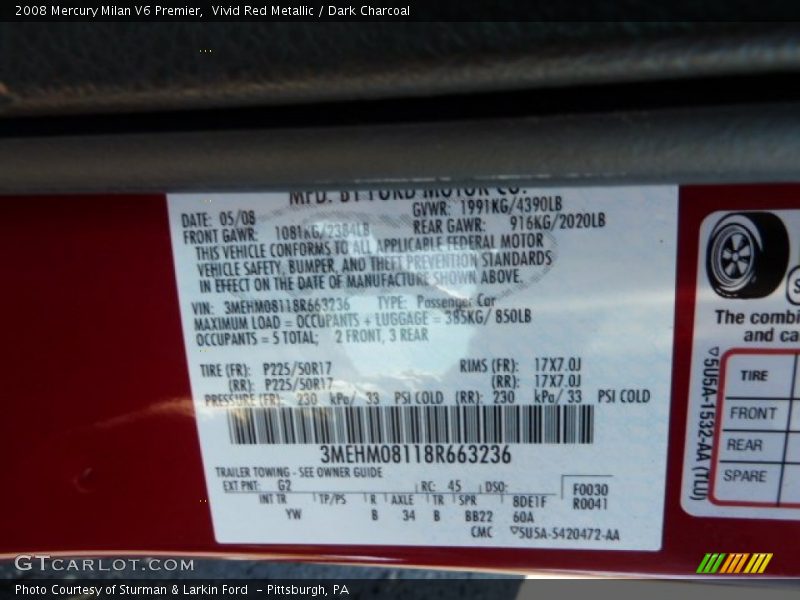 2008 Mercury Milan V6 Premier,  Vivid Red Metallic / Dark Charcoal
MFD. BY FORD MOTOR CO.
DATE: 05/08 GVWR: 1991KG/4390LB
FRONT GAWR: 1081KG/2384LB REAR GAWR: 916KG/2020LB
THIS VEHICLE CONFORMS TO ALL APPLICABLE FEDERAL MOTOR
VEHICLE SAFETY, BUMPER, AND THEFT PREVENTION STANDARDS
IN EFFECT ON THE DATE OF MANUFACTURE SHOWN ABOVE.
VIN: 3MEHM08118R663236 TYPE: Passenger Car
MAXIMUM LOAD = OCCUPANTS + LUGGAGE = 385KG/ 850LB
OCCUPANTS = 5 TOTAL; 2 FRONT, 3 REAR
TIRE (FR): P225/50R17 RIMS (FR): 17X7.0J
(RR): P225/50R17 (RR): 17X7.0J
PRESSURE (FR): 230 kPa/ 33 PSI COLD (RR): 230 kPa/ 33 PSI COLD
3MEHM08118R663236
TRAILER TOWING - SEE OWNER GUIDE
EXT PNT: G2 RC: 45 DSO: F0030
INT TR TP/PS R AXLE TR SPR 8DE1F R0041
YW B 34 B BB22 60A
CMC ▽5U5A-5420472-AA
The combi
and ca
▽5U5A-1532-AA (TLU)
TIRE
FRONT
REAR
SPARE
GTCARLOT.COM
Photo Courtesy of Sturman & Larkin Ford  - Pittsburgh, PA